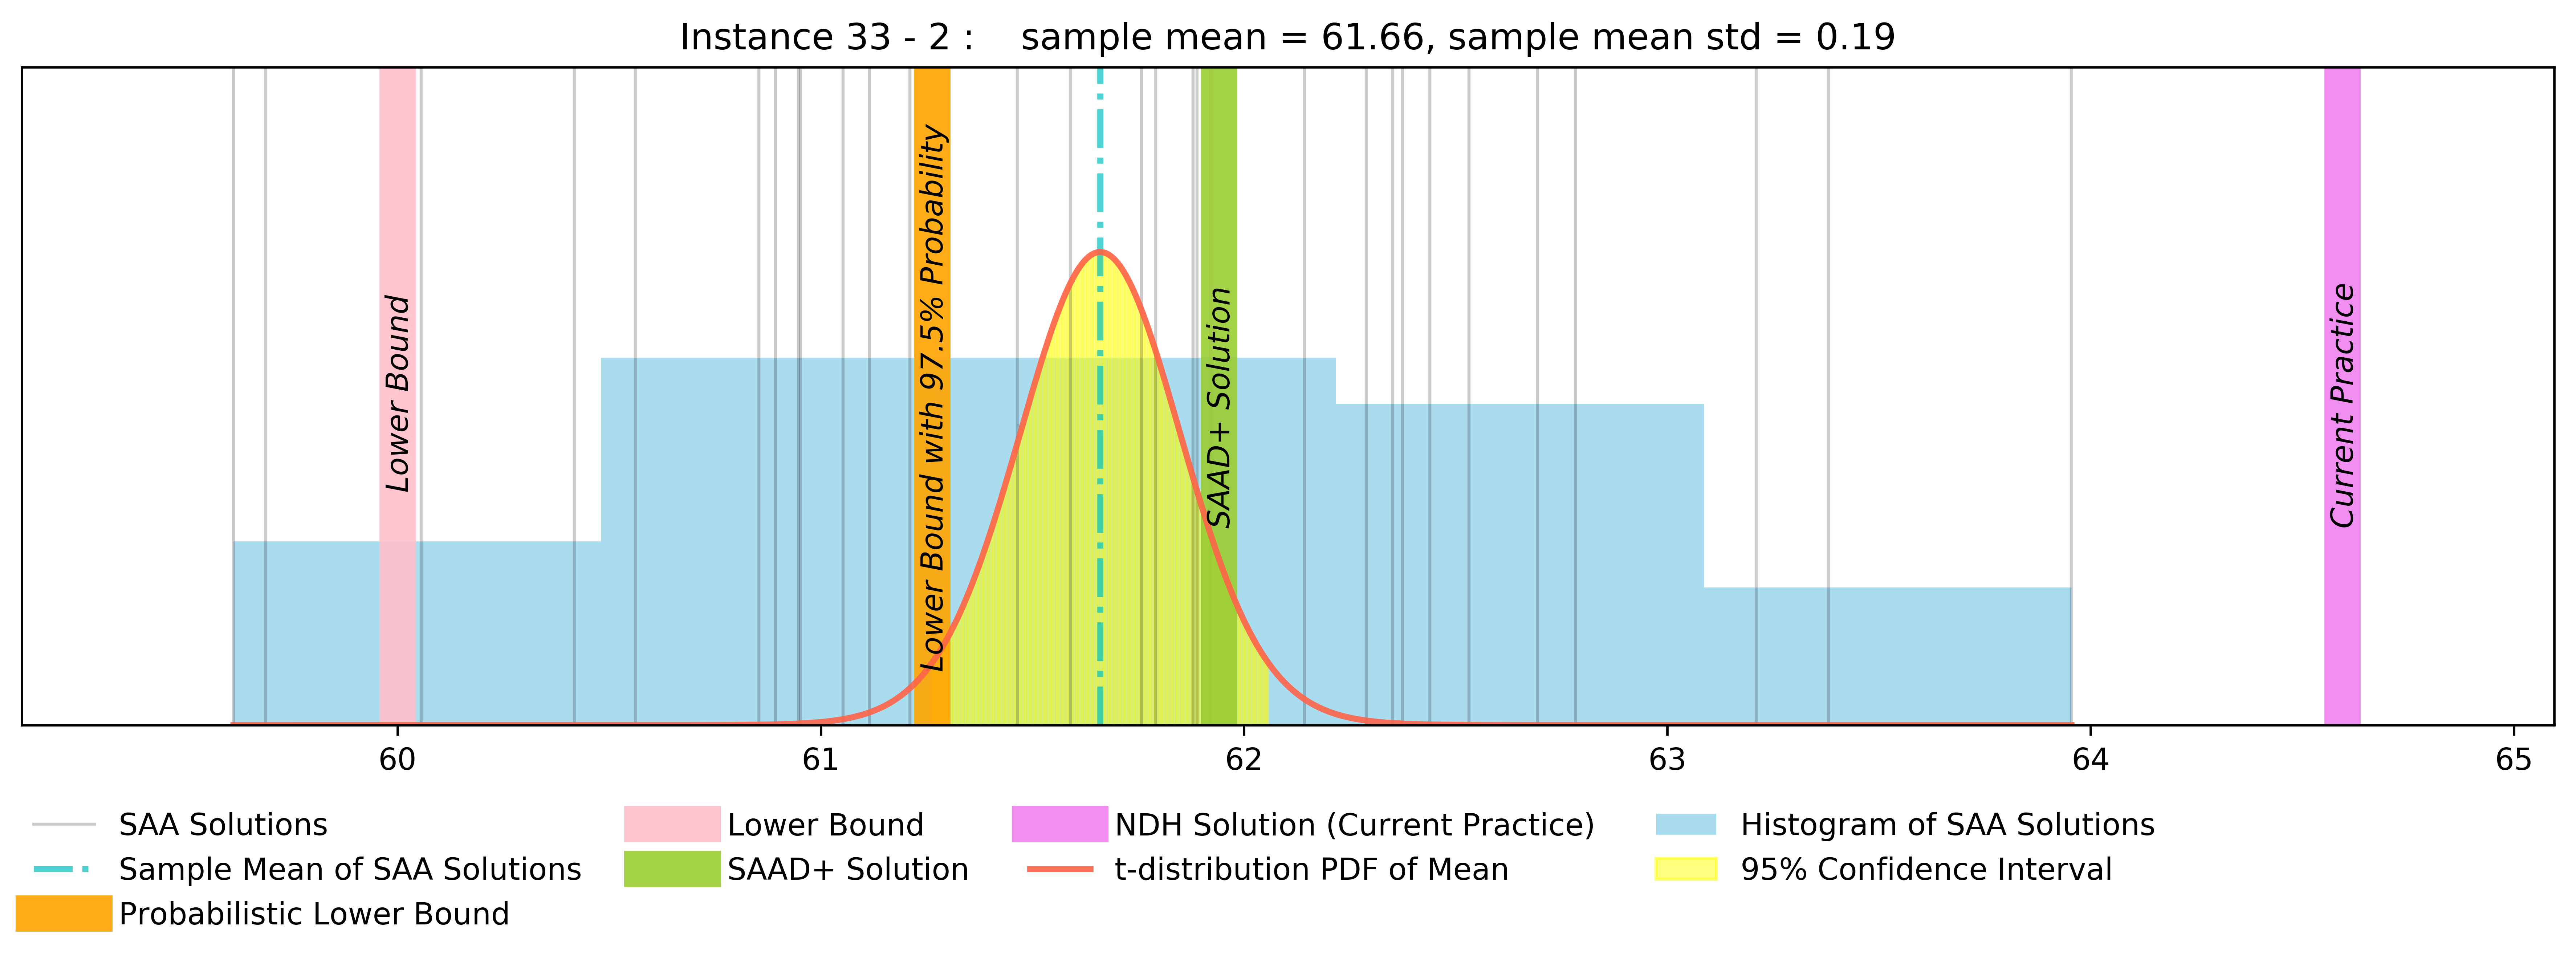 Instance 33 - 2 :    sample mean = 61.66, sample mean std = 0.19
Lower Bound
Lower Bound with 97.5% Probability
SAAD+ Solution
Current Practice
60 61 62 63 64 65
SAA Solutions
Sample Mean of SAA Solutions
Probabilistic Lower Bound
Lower Bound
SAAD+ Solution
NDH Solution (Current Practice)
t-distribution PDF of Mean
Histogram of SAA Solutions
95% Confidence Interval